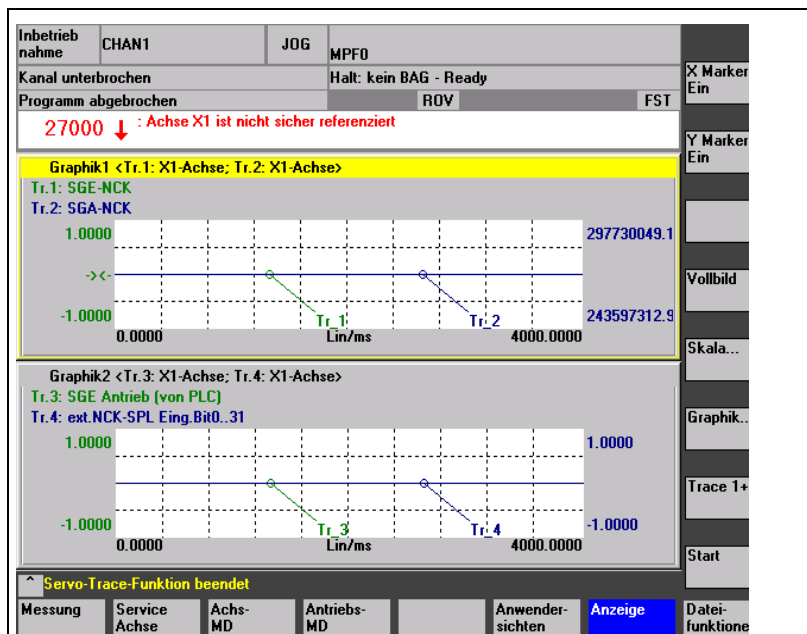 Inbetrieb
nahme
CHAN1
JOG
MPF0
Kanal unterbrochen
Halt: kein BAG - Ready
Programm abgebrochen
ROV
FST
27000 ↓ : Achse X1 ist nicht sicher referenziert
Graphik1 <Tr.1: X1-Achse; Tr.2: X1-Achse>
Tr.1: SGE-NCK
Tr.2: SGA-NCK
1.0000
297730049.1
-><-
-1.0000
243597312.9
Tr_1
Tr_2
0.0000
Lin/ms
4000.0000
Graphik2 <Tr.3: X1-Achse; Tr.4: X1-Achse>
Tr.3: SGE Antrieb (von PLC)
Tr.4: ext.NCK-SPL Eing.Bit0..31
1.0000
1.0000
-1.0000
-1.0000
Tr_3
Tr_4
0.0000
Lin/ms
4000.0000
^ Servo-Trace-Funktion beendet
X Marker
Ein
Y Marker
Ein
Vollbild
Skala...
Graphik..
Trace 1+
Start
Messung
Service
Achse
Achs-
MD
Antriebs-
MD
Anwender-
sichten
Anzeige
Datei-
funktione